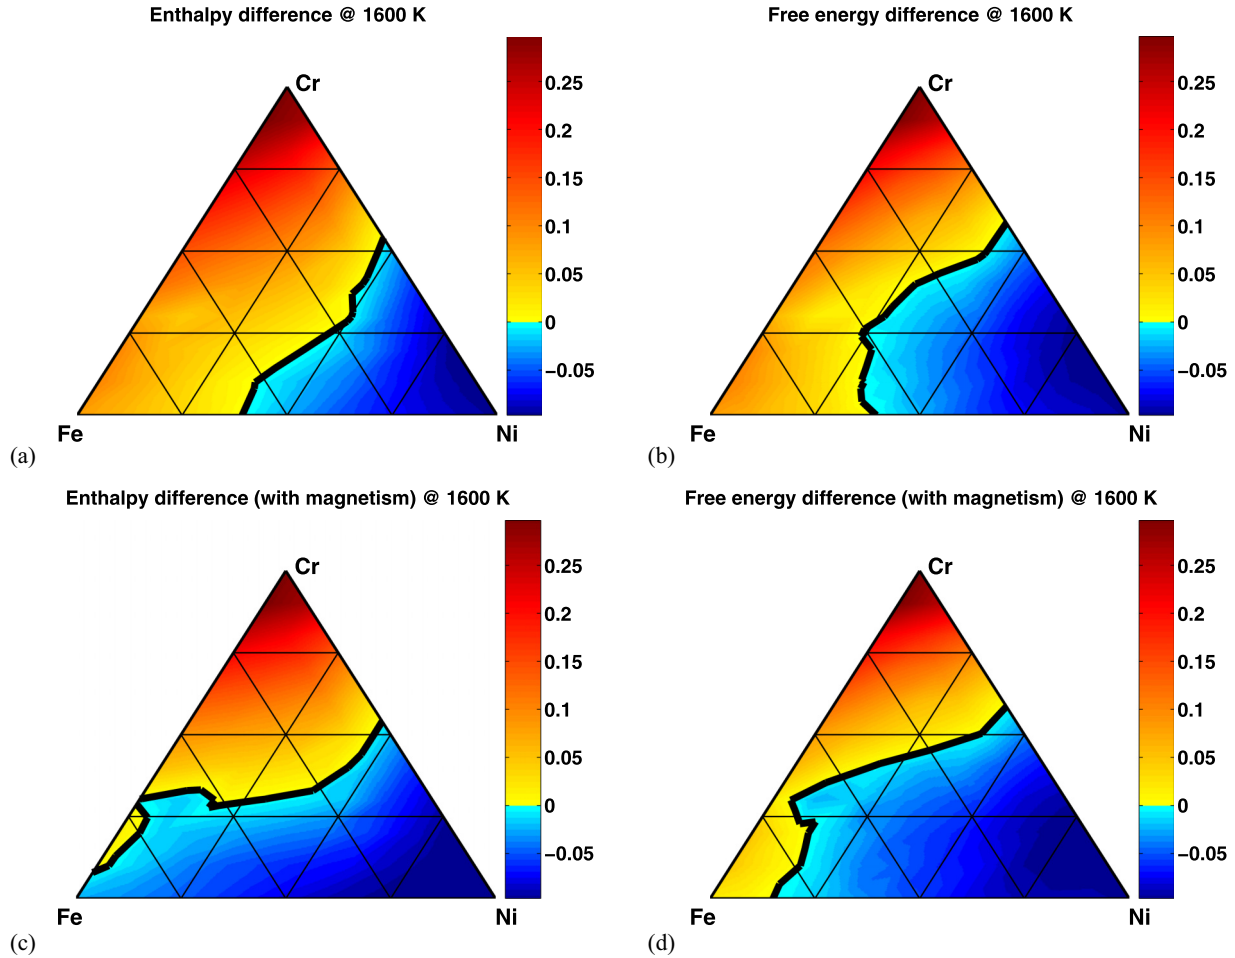 Enthalpy difference @ 1600 K
Cr
0.25
0.2
0.15
0.1
0.05
0
−0.05
Fe
Ni
(a)
Free energy difference @ 1600 K
Cr
0.25
0.2
0.15
0.1
0.05
0
−0.05
Fe
Ni
(b)
Enthalpy difference (with magnetism) @ 1600 K
Cr
0.25
0.2
0.15
0.1
0.05
0
−0.05
Fe
Ni
(c)
Free energy difference (with magnetism) @ 1600 K
Cr
0.25
0.2
0.15
0.1
0.05
0
−0.05
Fe
Ni
(d)